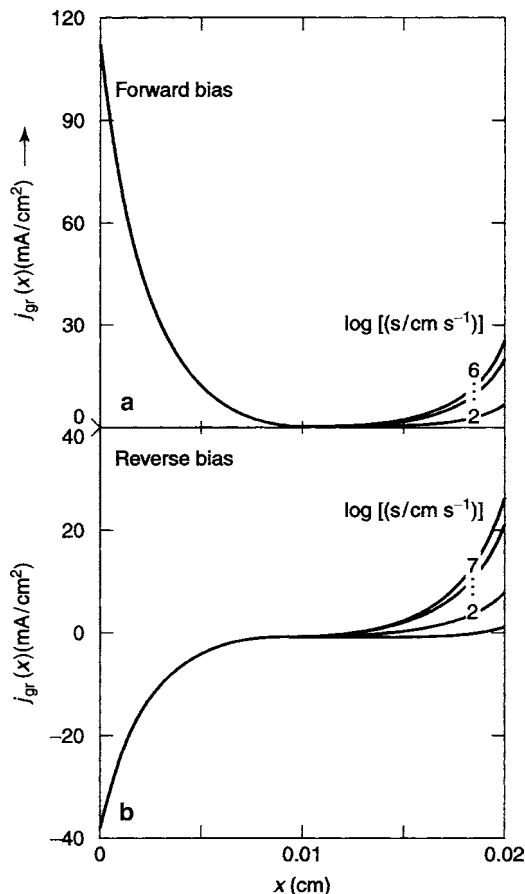 120
90
60
30
0
j_gr (x)(mA/cm²) →
Forward bias
log [(s/cm s⁻¹)]
6
2
a
40
20
0
−20
−40
j_gr (x)(mA/cm²)
Reverse bias
log [(s/cm s⁻¹)]
7
2
b
0
0.01
0.02
x (cm)